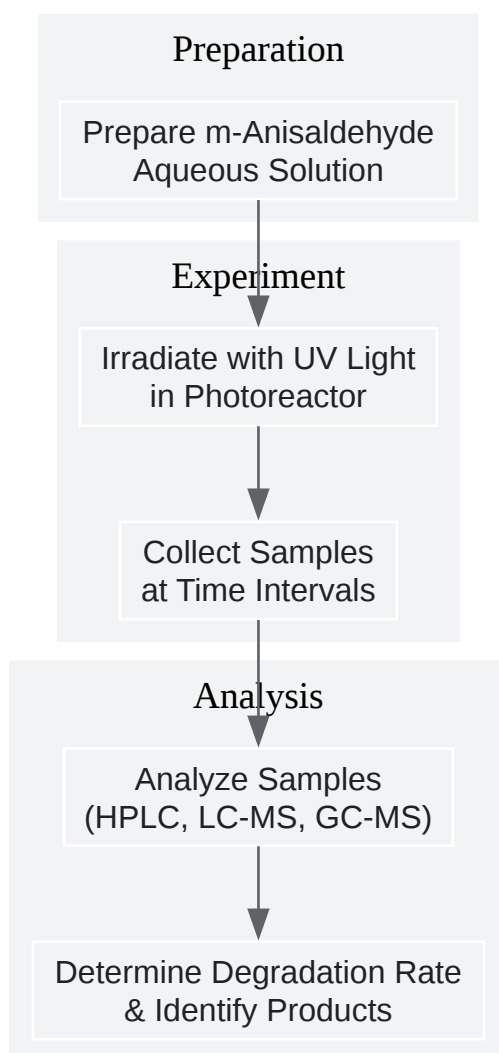 Preparation
Prepare m-Anisaldehyde
Aqueous Solution
Experiment
Irradiate with UV Light
in Photoreactor
Collect Samples
at Time Intervals
Analysis
Analyze Samples
(HPLC, LC-MS, GC-MS)
Determine Degradation Rate
& Identify Products